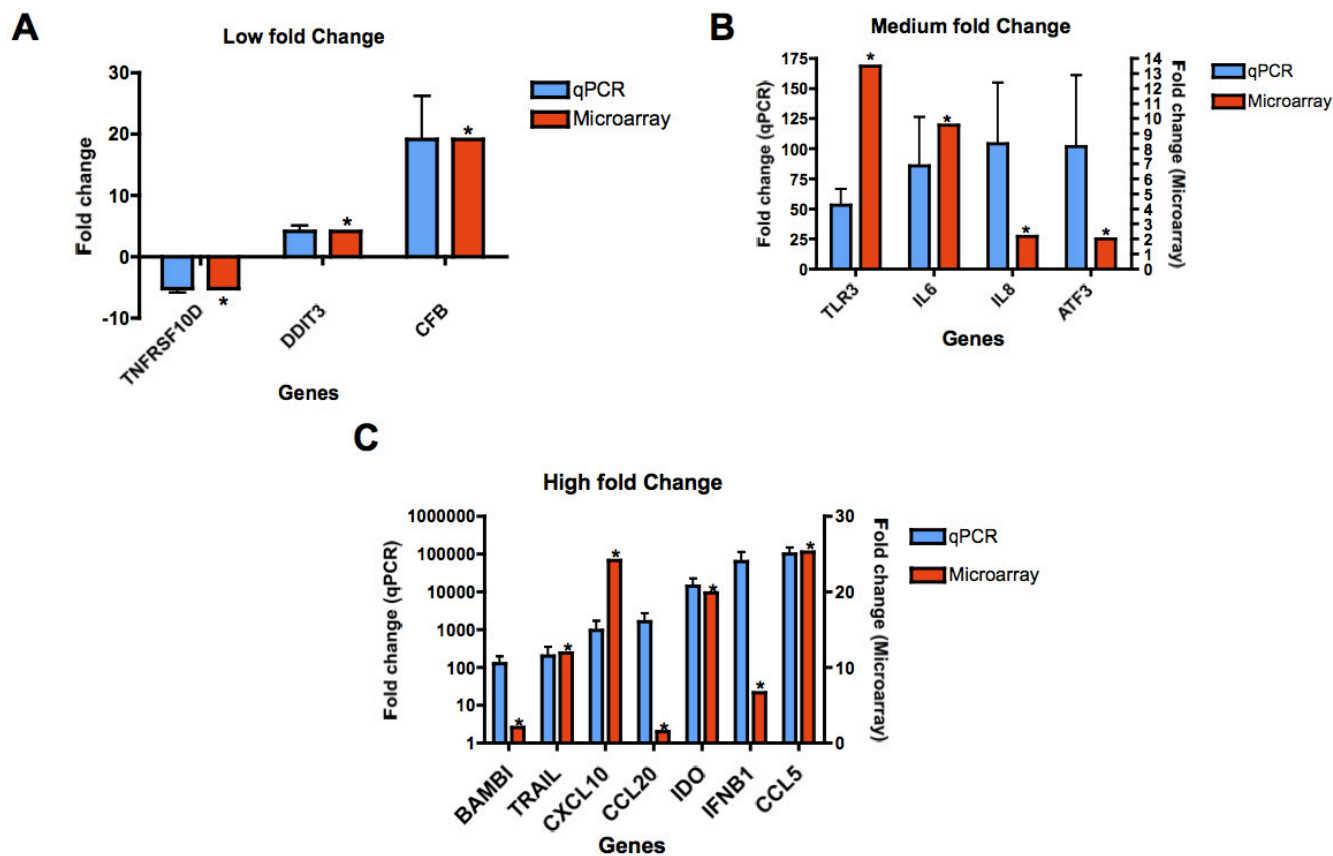 A
Low fold Change
Fold change
30
20
10
0
-10
TNFRSF10D
DDIT3
CFB
Genes
qPCR
Microarray
*
*
*
B
Medium fold Change
Fold change (qPCR)
175
150
125
100
75
50
25
0
TLR3
IL6
IL8
ATF3
Genes
14
13
12
11
10
9
8
7
6
5
4
3
2
1
0
Fold change (Microarray)
qPCR
Microarray
*
*
*
*
C
High fold Change
Fold change (qPCR)
1000000
100000
10000
1000
100
10
1
BAMBI
TRAIL
CXCL10
CCL20
IDO
IFNB1
CCL5
Genes
30
20
10
0
Fold change (Microarray)
qPCR
Microarray
*
*
*
*
*
*
*